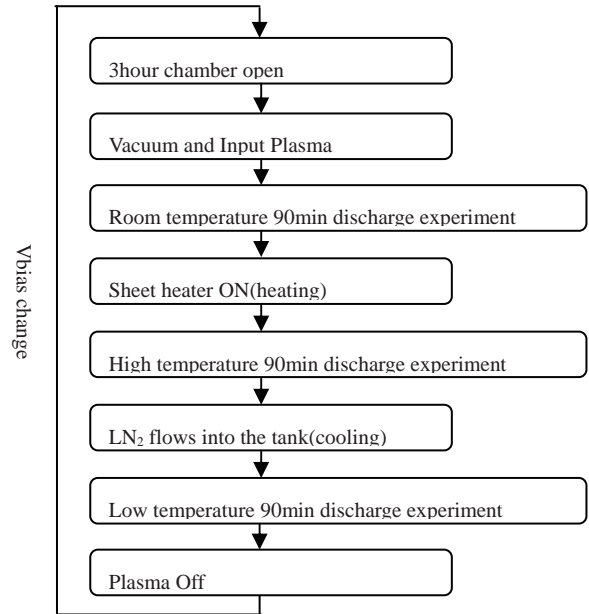 3hour chamber open
Vacuum and Input Plasma
Room temperature 90min discharge experiment
Sheet heater ON(heating)
High temperature 90min discharge experiment
LN₂ flows into the tank(cooling)
Low temperature 90min discharge experiment
Plasma Off
Vbias change